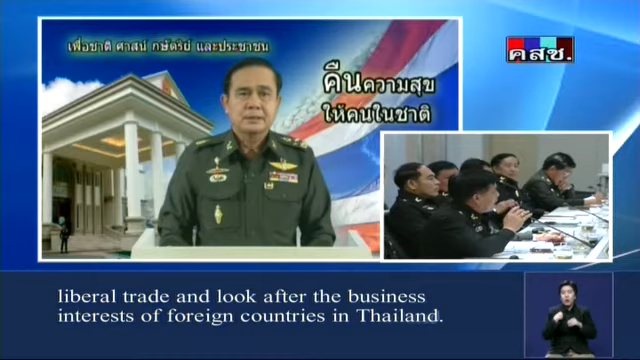 เพื่อชาติ ศาสน์ กษัตริย์ และประชาชน
คสช.
คืนความสุข
ให้คนในชาติ
liberal trade and look after the business
interests of foreign countries in Thailand.